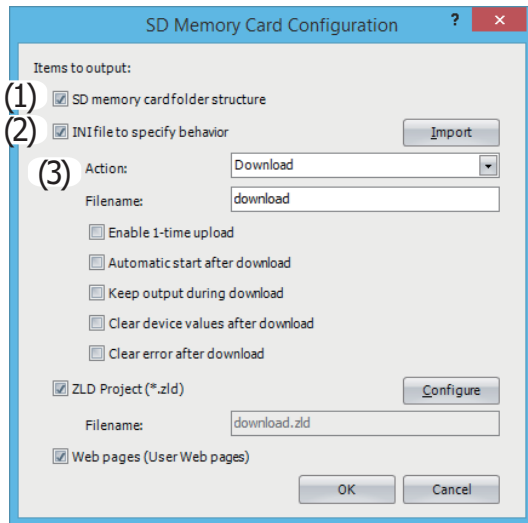 SD Memory Card Configuration ? ×
Items to output:
(1) SD memory card folder structure
(2) INI file to specify behavior Import
(3) Action: Download
Filename: download
Enable 1-time upload
Automatic start after download
Keep output during download
Clear device values after download
Clear error after download
ZLD Project (*.zld) Configure
Filename: download.zld
Web pages (User Web pages)
OK Cancel